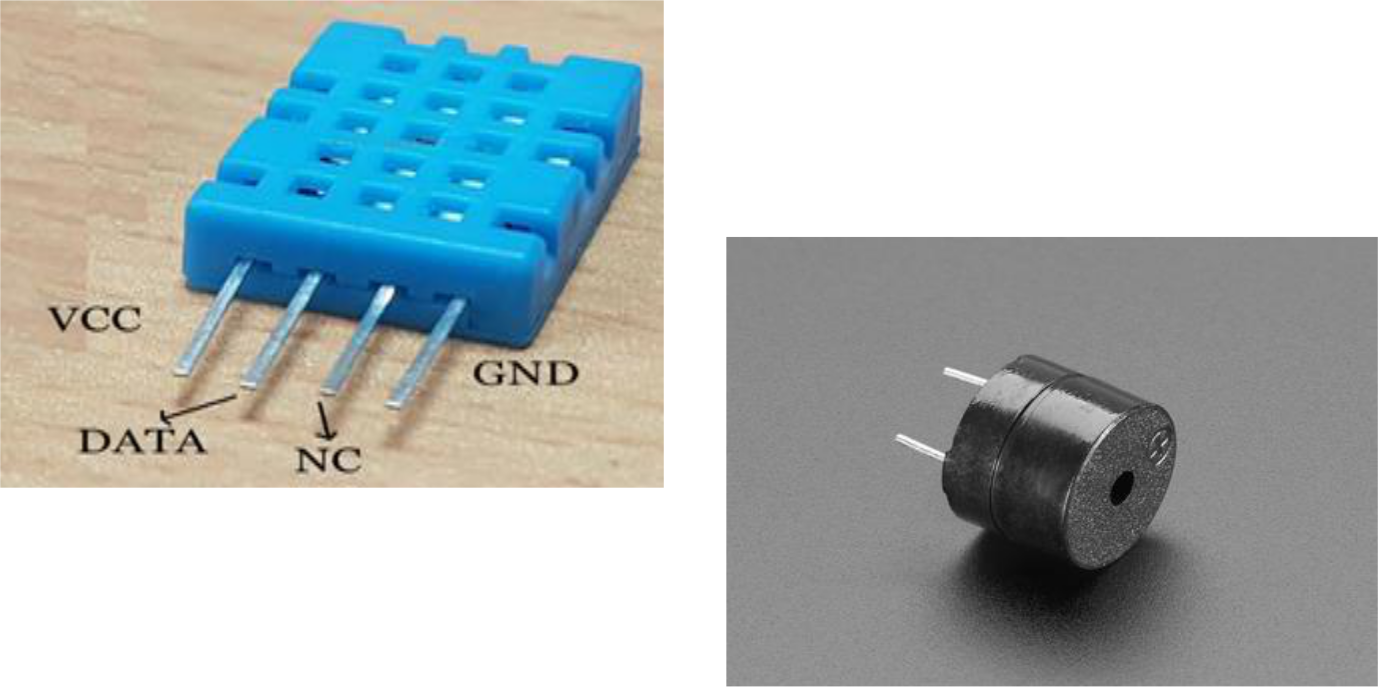 VCC
GND
DATA
NC